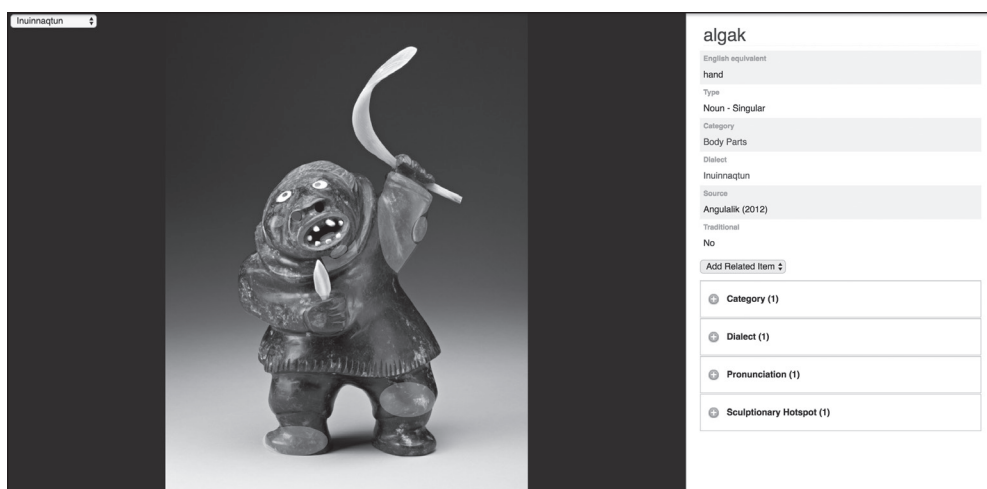 Inuinnaqtun
algak
English equivalent
hand
Type
Noun - Singular
Category
Body Parts
Dialect
Inuinnaqtun
Source
Angulalik (2012)
Traditional
No
Add Related Item
Category (1)
Dialect (1)
Pronunciation (1)
Sculptionary Hotspot (1)